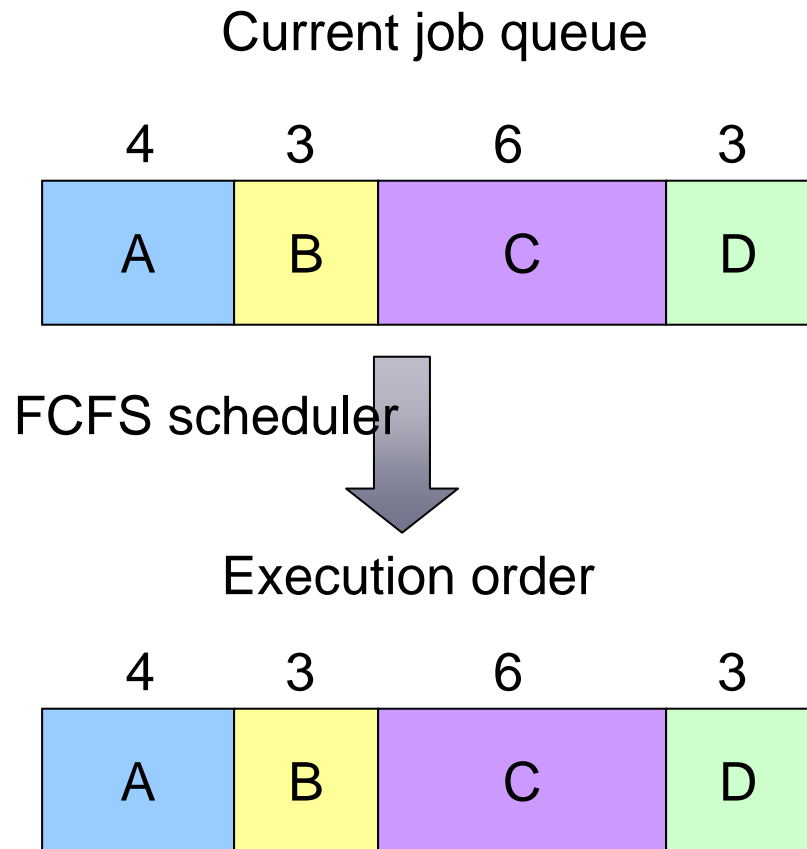 Current job queue
4 3 6 3
A B C D
FCFS scheduler
Execution order
4 3 6 3
A B C D